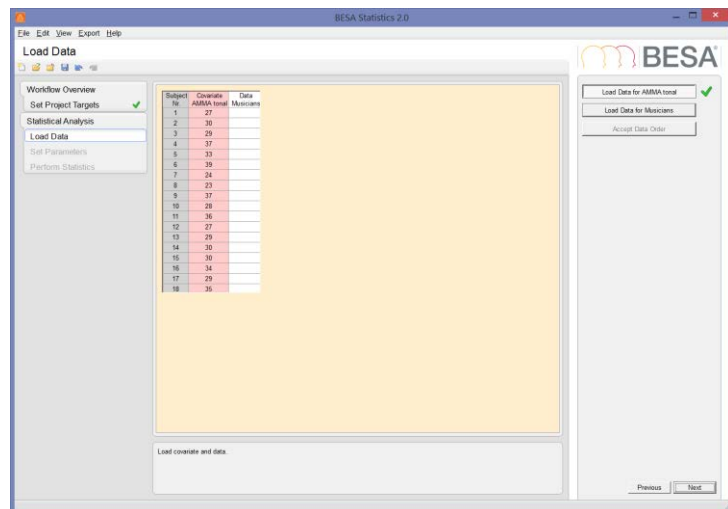 BESA Statistics 2.0
File Edit View Export Help
Load Data
BESA
Workflow Overview
Set Project Targets
Statistical Analysis
Load Data
Set Parameters
Perform Statistics
Subject Covariate Data
Nr. AMMA tonal Musicians
1 27
2 30
3 29
4 37
5 33
6 39
7 24
8 23
9 37
10 28
11 36
12 27
13 29
14 30
15 30
16 34
17 29
18 35
Load Data for AMMA tonal
Load Data for Musicians
Accept Data Order
Load covariate and data.
Previous Next